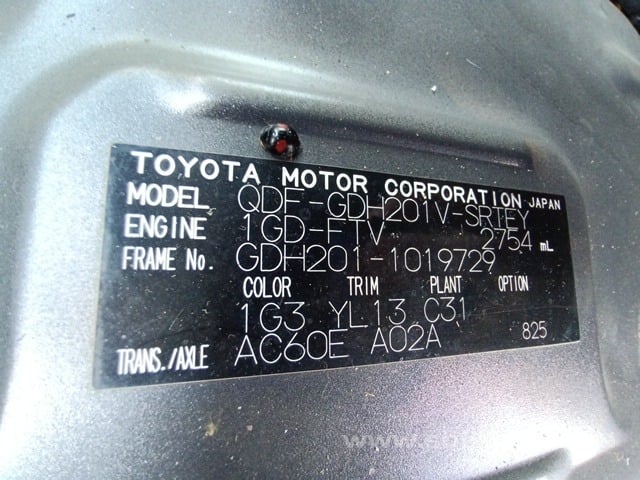 TOYOTA MOTOR CORPORATION JAPAN
MODEL QDF-GDH201V-SRTEY
ENGINE 1GD-FTV 2754 mL
FRAME No. GDH201-1019729
COLOR TRIM PLANT OPTION
1G3 YL13 C31
TRANS./AXLE AC60E A02A 825